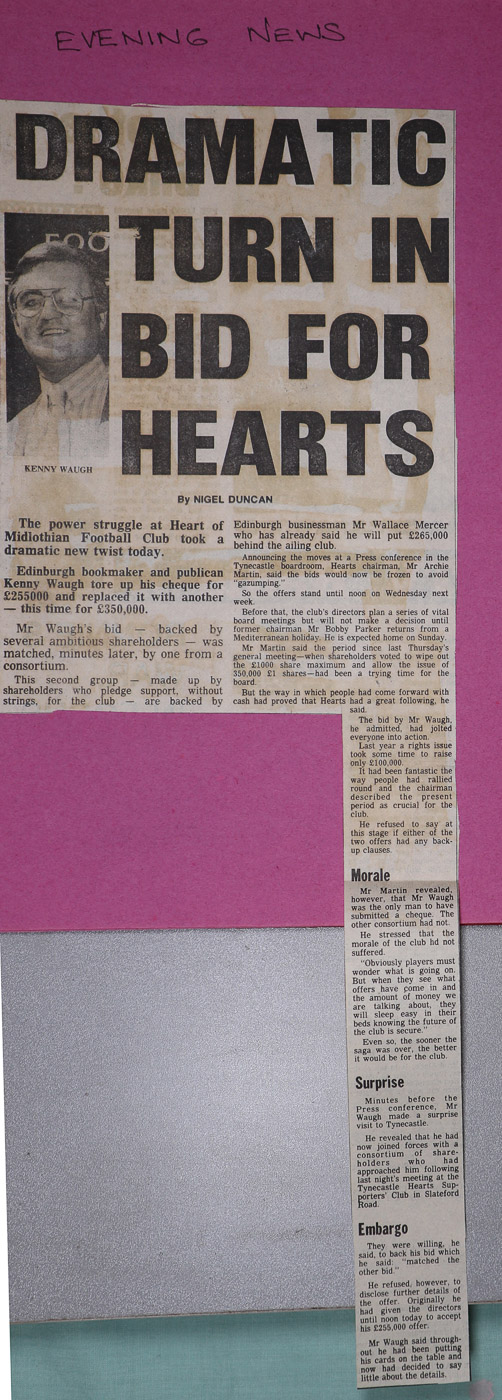 EVENING NEWS
DRAMATIC
TURN IN
BID FOR
HEARTS
FOO
KENNY WAUGH
By NIGEL DUNCAN
The power struggle at Heart of
Midlothian Football Club took a
dramatic new twist today.
Edinburgh bookmaker and publican
Kenny Waugh tore up his cheque for
£255000 and replaced it with another
— this time for £350,000.
Mr Waugh's bid — backed by
several ambitious shareholders — was
matched, minutes later, by one from a
consortium.
This second group — made up by
shareholders who pledge support, without
strings, for the club — are backed by
Edinburgh businessman Mr Wallace Mercer
who has already said he will put £265,000
behind the ailing club.
Announcing the moves at a Press conference in the
Tynecastle boardroom, Hearts chairman, Mr Archie
Martin, said the bids would now be frozen to avoid
"gazumping."
So the offers stand until noon on Wednesday next
week.
Before that, the club's directors plan a series of vital
board meetings but will not make a decision until
former chairman Mr Bobby Parker returns from a
Mediterranean holiday. He is expected home on Sunday.
Mr Martin said the period since last Thursday's
general meeting—when shareholders voted to wipe out
the £1000 share maximum and allow the issue of
350,000 £1 shares—had been a trying time for the
board.
But the way in which people had come forward with
cash had proved that Hearts had a great following, he
said.
The bid by Mr Waugh,
he admitted, had jolted
everyone into action.
Last year a rights issue
took some time to raise
only £100,000.
It had been fantastic the
way people had rallied
round and the chairman
described the present
period as crucial for the
club.
He refused to say at
this stage if either of the
two offers had any back-
up clauses.
Morale
Mr Martin revealed,
however, that Mr Waugh
was the only man to have
submitted a cheque. The
other consortium had not.
He stressed that the
morale of the club hd not
suffered.
"Obviously players must
wonder what is going on.
But when they see what
offers have come in and
the amount of money we
are talking about, they
will sleep easy in their
beds knowing the future of
the club is secure."
Even so, the sooner the
saga was over, the better
it would be for the club.
Surprise
Minutes before the
Press conference, Mr
Waugh made a surprise
visit to Tynecastle.
He revealed that he had
now joined forces with a
consortium of share-
holders who had
approached him following
last night's meeting at the
Tynecastle Hearts Sup-
porters' Club in Slateford
Road.
Embargo
They were willing, he
said, to back his bid which
he said: "matched the
other bid."
He refused, however, to
disclose further details of
the offer. Originally he
had given the directors
until noon today to accept
his £255,000 offer.
Mr Waugh said through-
out he had been putting
his cards on the table and
now had decided to say
little about the details.